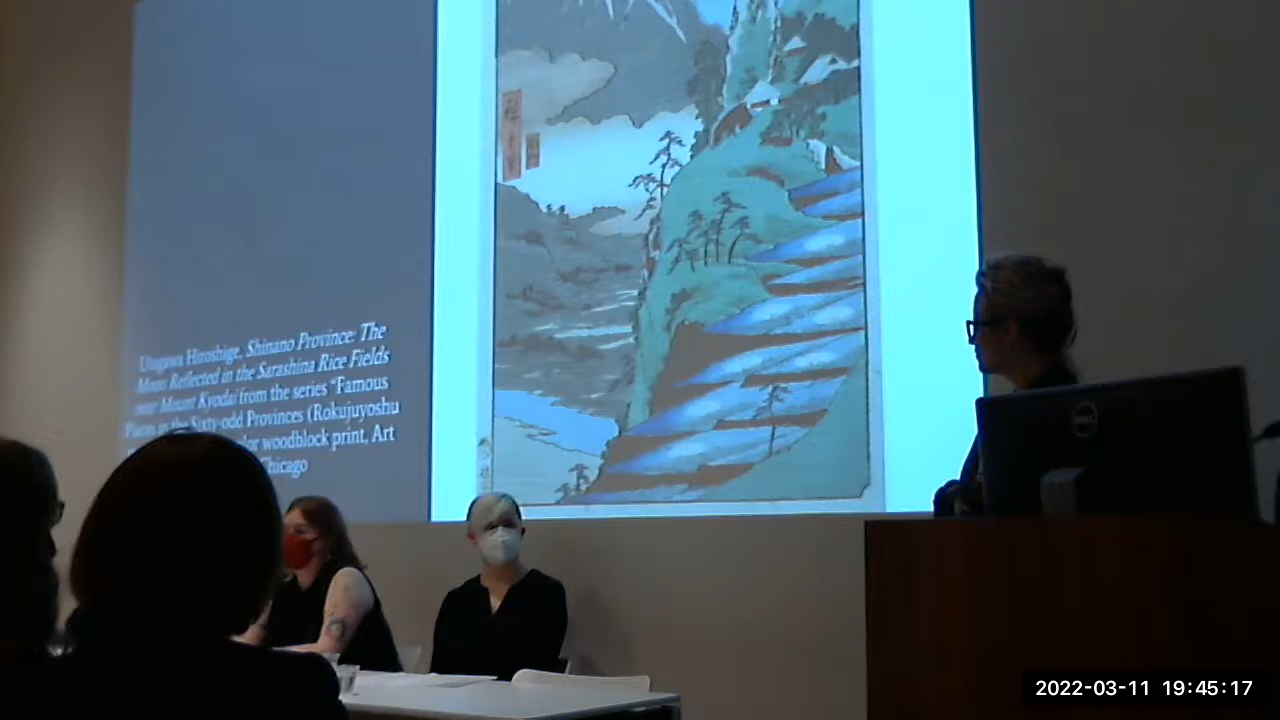 Utagawa Hiroshige, Shinano Province: The
Moon Reflected in the Sarashina Rice Fields
near Mount Kyodai from the series "Famous
Places in the Sixty-odd Provinces (Rokujuyoshu
color woodblock print, Art
Chicago
DELL
2022-03-11 19:45:17